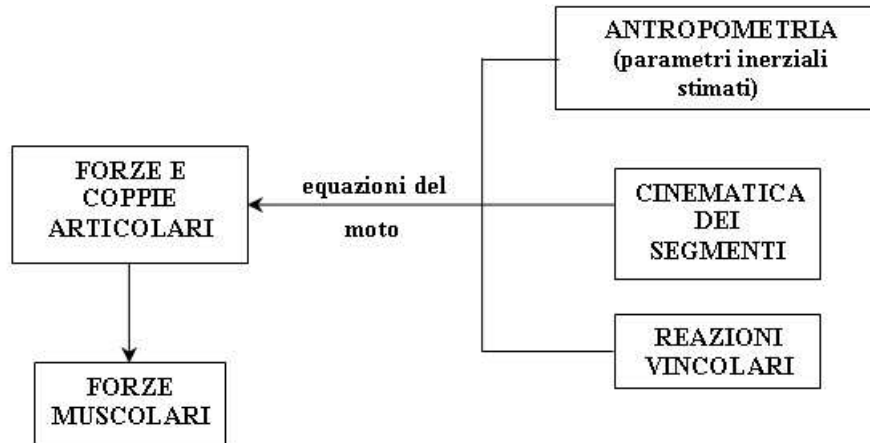 ANTROPOMETRIA
(parametri inerziali
stimati)
FORZE E
COPPIE
ARTICOLARI
equazioni del
moto
CINEMATICA
DEI
SEGMENTI
REAZIONI
VINCOLARI
FORZE
MUSCOLARI